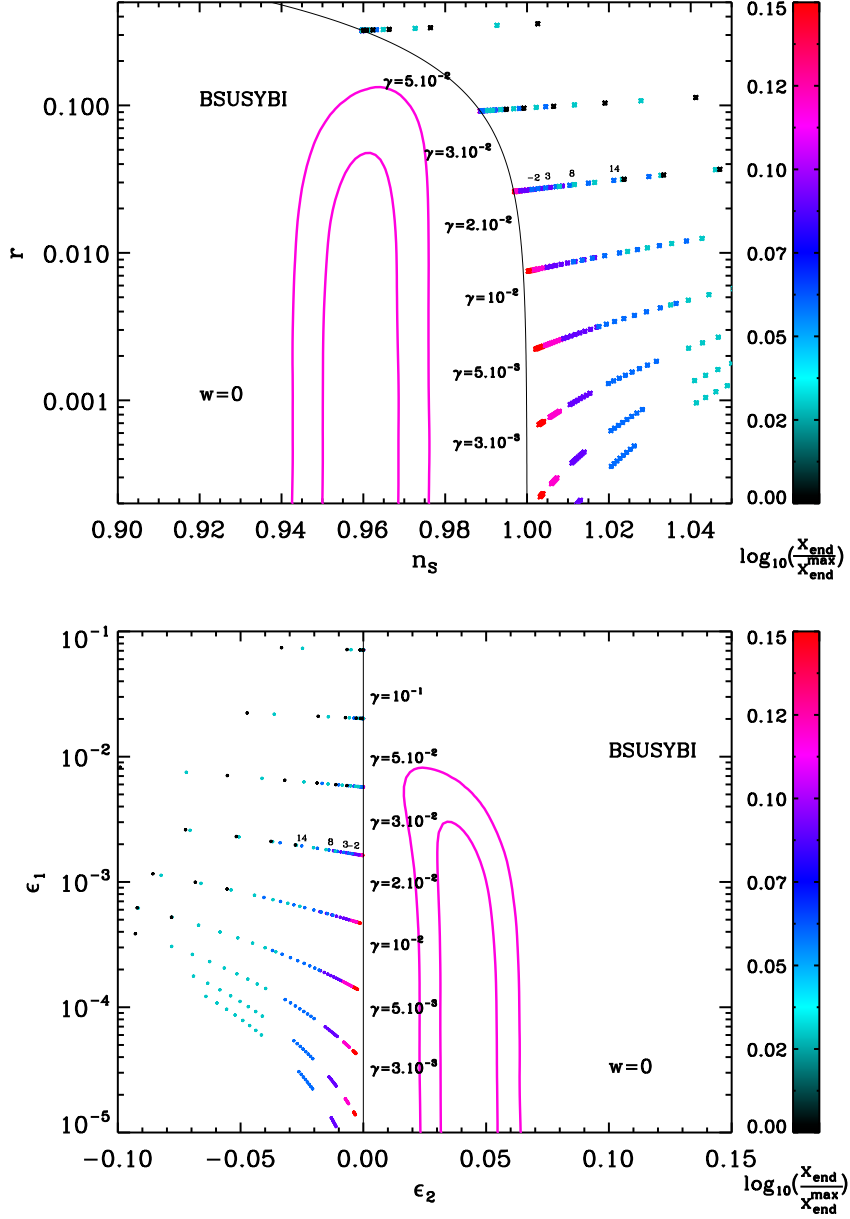 0.15
γ=5.10⁻²
0.100
BSUSYBI
0.12
γ=3.10⁻²
-2 3 8 14
0.10
γ=2.10⁻²
r
0.010
0.07
γ=10⁻²
0.05
γ=5.10⁻³
w=0
0.001
0.02
γ=3.10⁻³
0.00
0.90 0.92 0.94 0.96 0.98 1.00 1.02 1.04
n_S
log₁₀(x_end/x_end^max)
10⁻¹
0.15
γ=10⁻¹
0.12
10⁻²
γ=5.10⁻²
BSUSYBI
0.10
γ=3.10⁻²
14 8 3 -2
10⁻³
γ=2.10⁻²
0.07
ε₁
γ=10⁻²
0.05
10⁻⁴
γ=5.10⁻³
0.02
γ=3.10⁻³
w=0
10⁻⁵
0.00
-0.10 -0.05 0.00 0.05 0.10 0.15
ε₂
log₁₀(x_end/x_end^max)